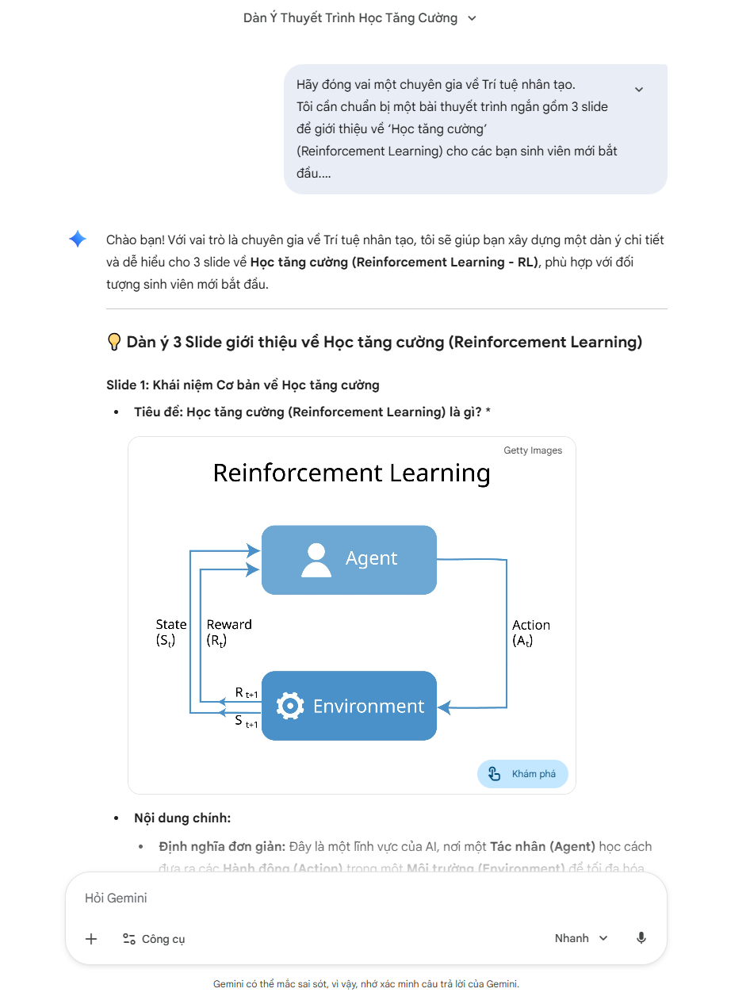 Dàn Ý Thuyết Trình Học Tăng Cường
Hãy đóng vai một chuyên gia về Trí tuệ nhân tạo.
Tôi cần chuẩn bị một bài thuyết trình ngắn gồm 3 slide
để giới thiệu về ‘Học tăng cường’
(Reinforcement Learning) cho các bạn sinh viên mới bắt
đầu....
Chào bạn! Với vai trò là chuyên gia về Trí tuệ nhân tạo, tôi sẽ giúp bạn xây dựng một dàn ý chi tiết
và dễ hiểu cho 3 slide về Học tăng cường (Reinforcement Learning - RL), phù hợp với đối
tượng sinh viên mới bắt đầu.
Dàn ý 3 Slide giới thiệu về Học tăng cường (Reinforcement Learning)
Slide 1: Khái niệm Cơ bản về Học tăng cường
• Tiêu đề: Học tăng cường (Reinforcement Learning) là gì? *
Getty Images
Reinforcement Learning
Agent
State
(St)
Reward
(Rt)
Action
(At)
R t+1
Environment
S t+1
Khám phá
• Nội dung chính:
• Định nghĩa đơn giản: Đây là một lĩnh vực của AI, nơi một Tác nhân (Agent) học cách
đưa ra các Hành động (Action) trong một Môi trường (Environment) để tối đa hóa
Hỏi Gemini
Công cụ
Nhanh
Gemini có thể mắc sai sót, vì vậy, nhớ xác minh câu trả lời của Gemini.